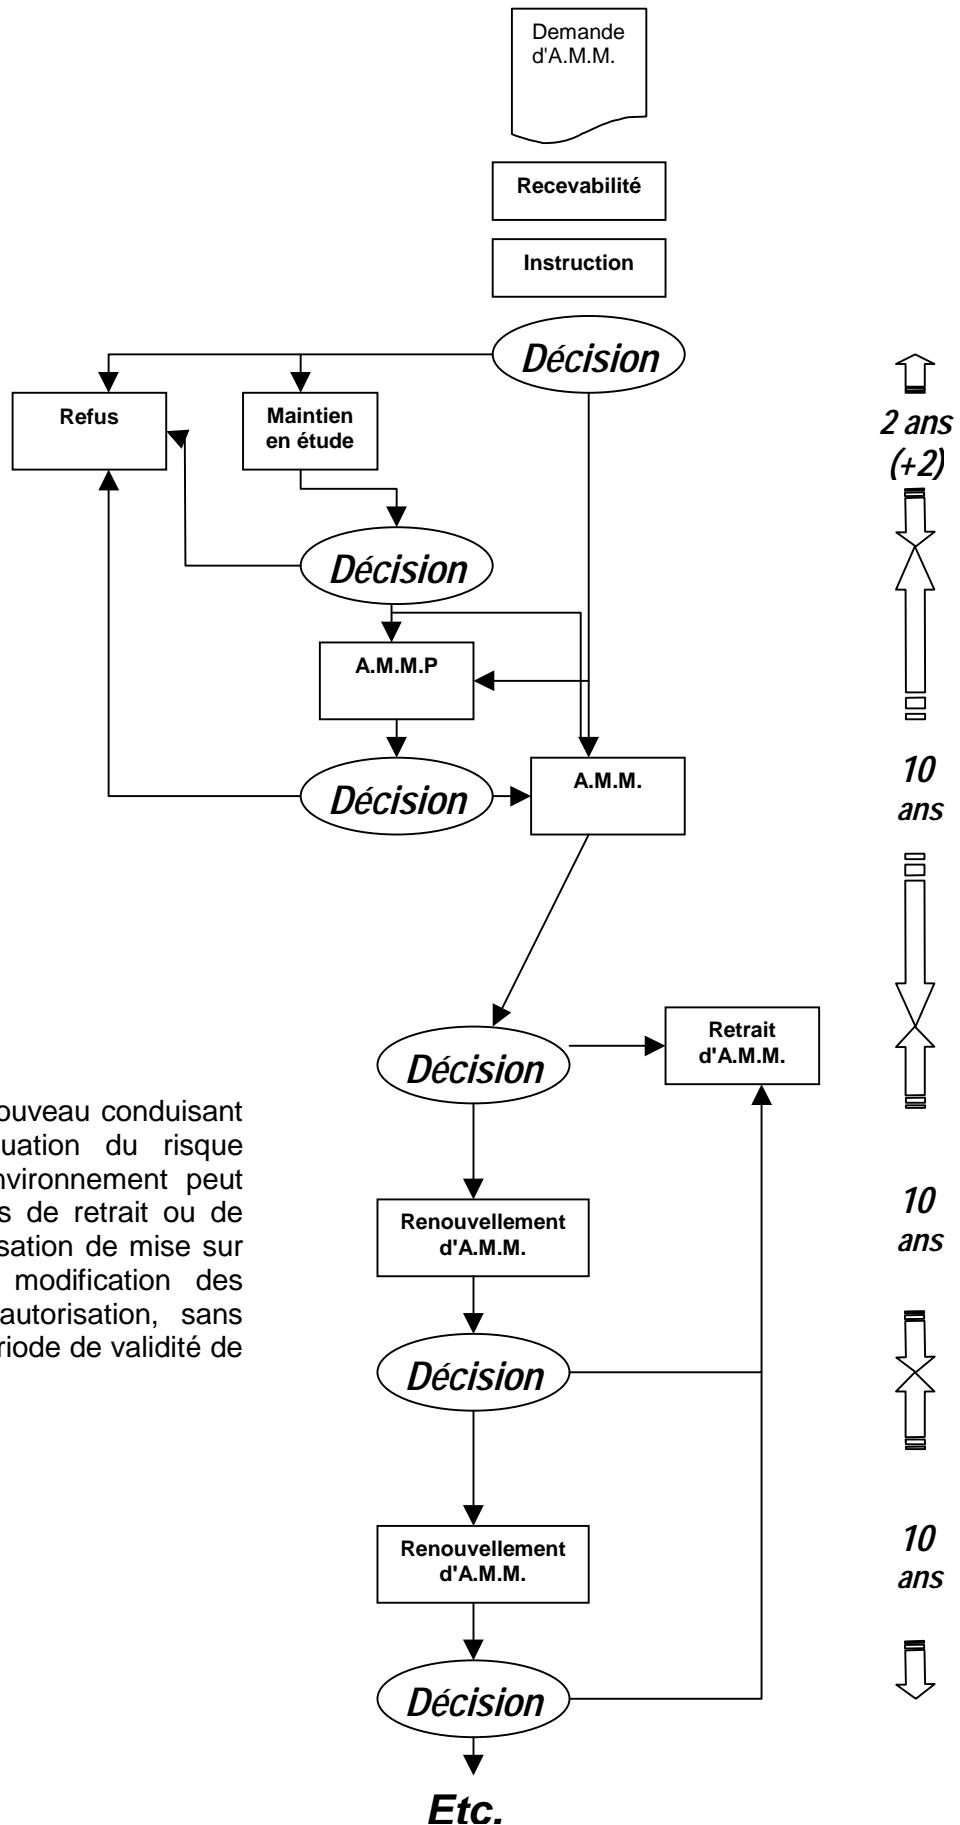 Demande
d'A.M.M.
Recevabilité
Instruction
Décision
Refus
Maintien
en étude
2 ans
(+2)
Décision
A.M.M.P
Décision
A.M.M.
10
ans
Décision
Retrait
d'A.M.M.
ouveau conduisant
uation du risque
nvironnement peut
s de retrait ou de
sation de mise sur
modification des
autorisation, sans
riode de validité de
Renouvellement
d'A.M.M.
10
ans
Décision
Renouvellement
d'A.M.M.
10
ans
Décision
Etc.